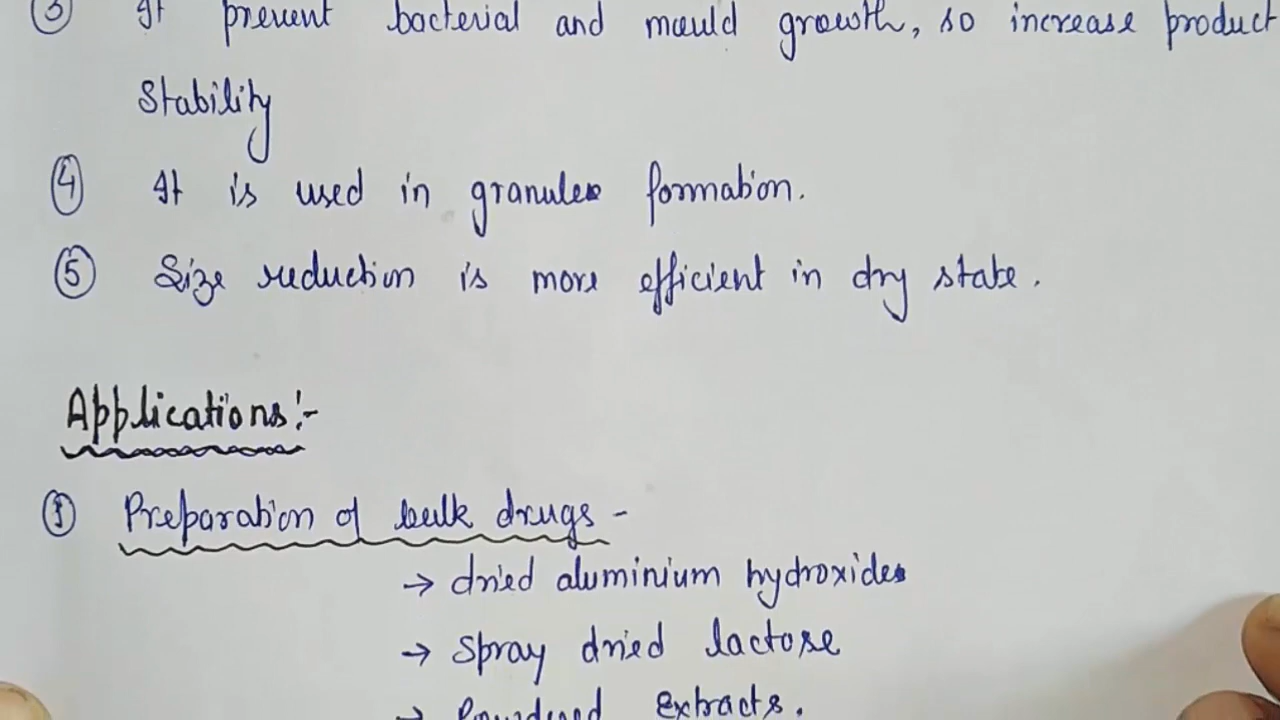 ③ It prevent bacterial and mould growth, so increase product
Stability
④ It is used in granules formation.
⑤ Size reduction is more efficient in dry state.
Applications:-
① Preparation of bulk drugs -
→ dried aluminium hydroxides
→ Spray dried lactose
→ Powdered extracts.